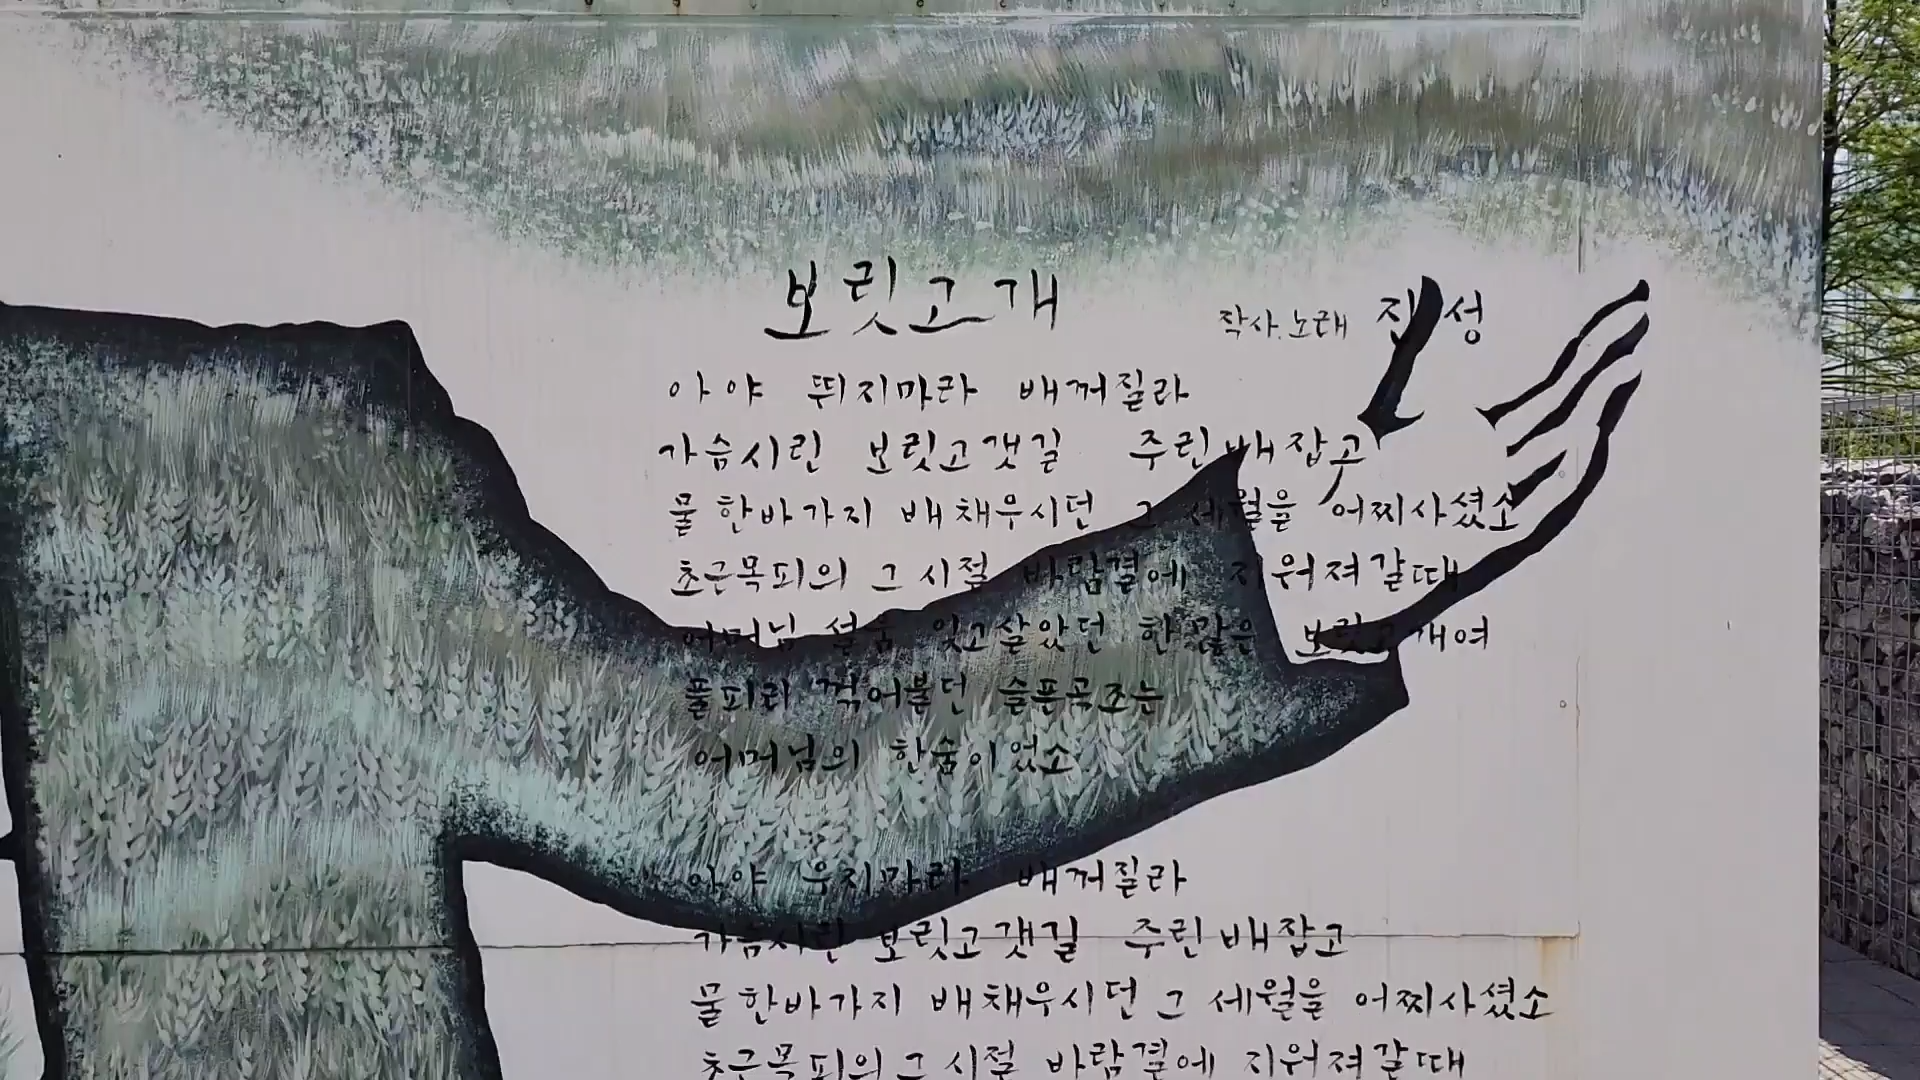 보릿고개
작사.노래 진성
아야 뛰지마라 배꺼질라
가슴시린 보릿고갯길 주린배잡고
물 한바가지 배채우시던 그 세월을 어찌사셨소
초근목피의 그 시절 바람결에 지워져갈때
어머님 설움 잊고살았던 한 많은 보릿고개여
풀피리 꺽어불던 슬픈곡조는
어머님의 한숨이었소
아야 우지마라 배꺼질라
가슴시린 보릿고갯길 주린배잡고
물 한바가지 배채우시던 그 세월을 어찌사셨소
초근목피의 그 시절 바람결에 지워져갈때